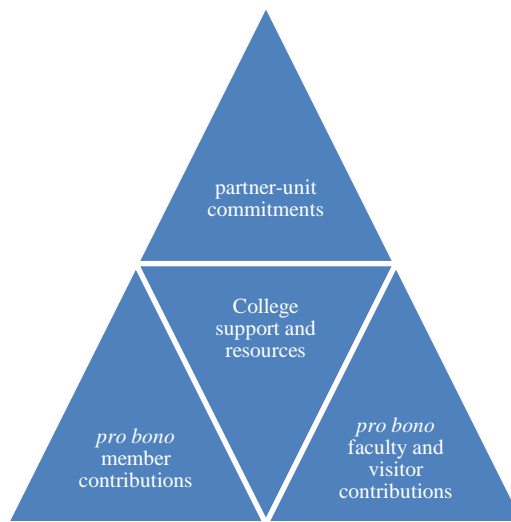 partner-unit
commitments
College
support and
resources
pro bono
member
contributions
pro bono
faculty and
visitor
contributions